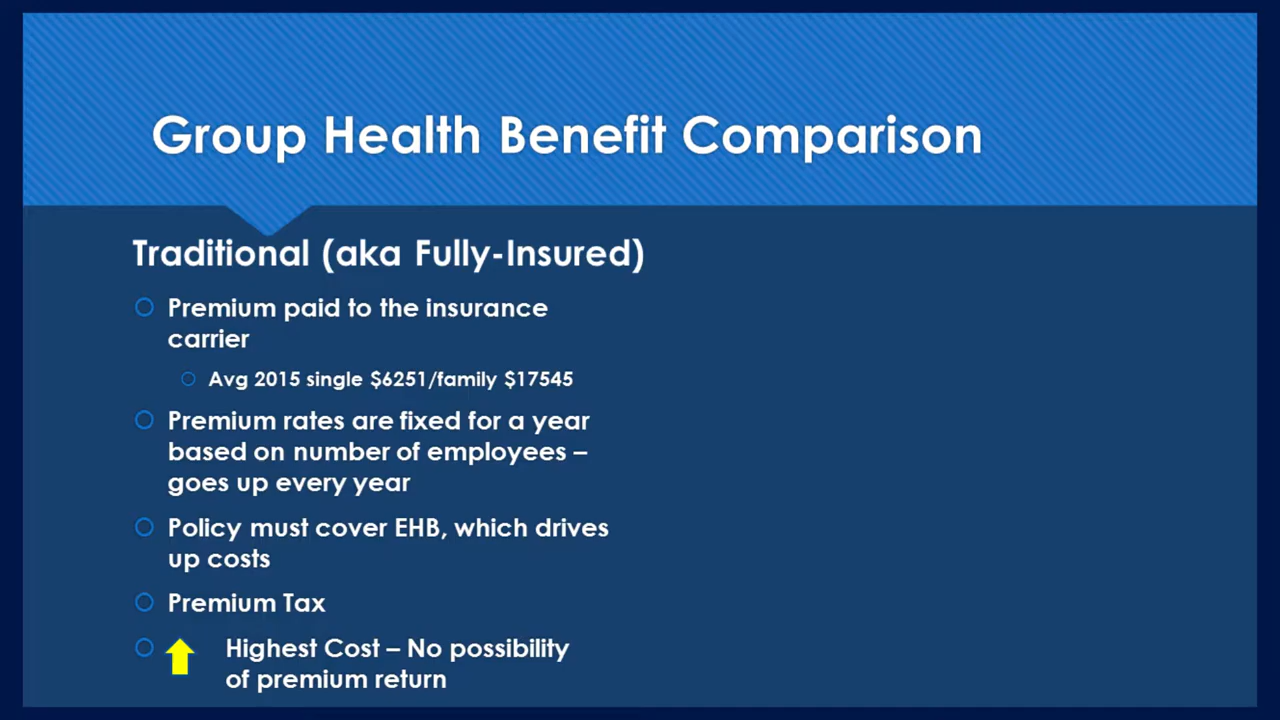 Group Health Benefit Comparison
Traditional (aka Fully-Insured)
Premium paid to the insurance
carrier
Avg 2015 single $6251/family $17545
Premium rates are fixed for a year
based on number of employees –
goes up every year
Policy must cover EHB, which drives
up costs
Premium Tax
Highest Cost – No possibility
of premium return